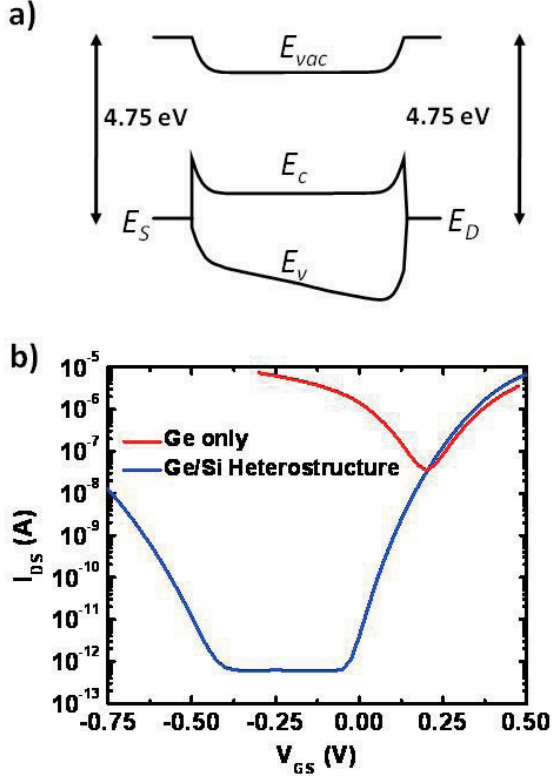 a)
E_vac
4.75 eV
4.75 eV
E_c
E_S
E_D
E_v
b)
10^-5
10^-6
10^-7
10^-8
10^-9
10^-10
10^-11
10^-12
10^-13
I_DS (A)
Ge only
Ge/Si Heterostructure
-0.75 -0.50 -0.25 0.00 0.25 0.50
V_GS (V)